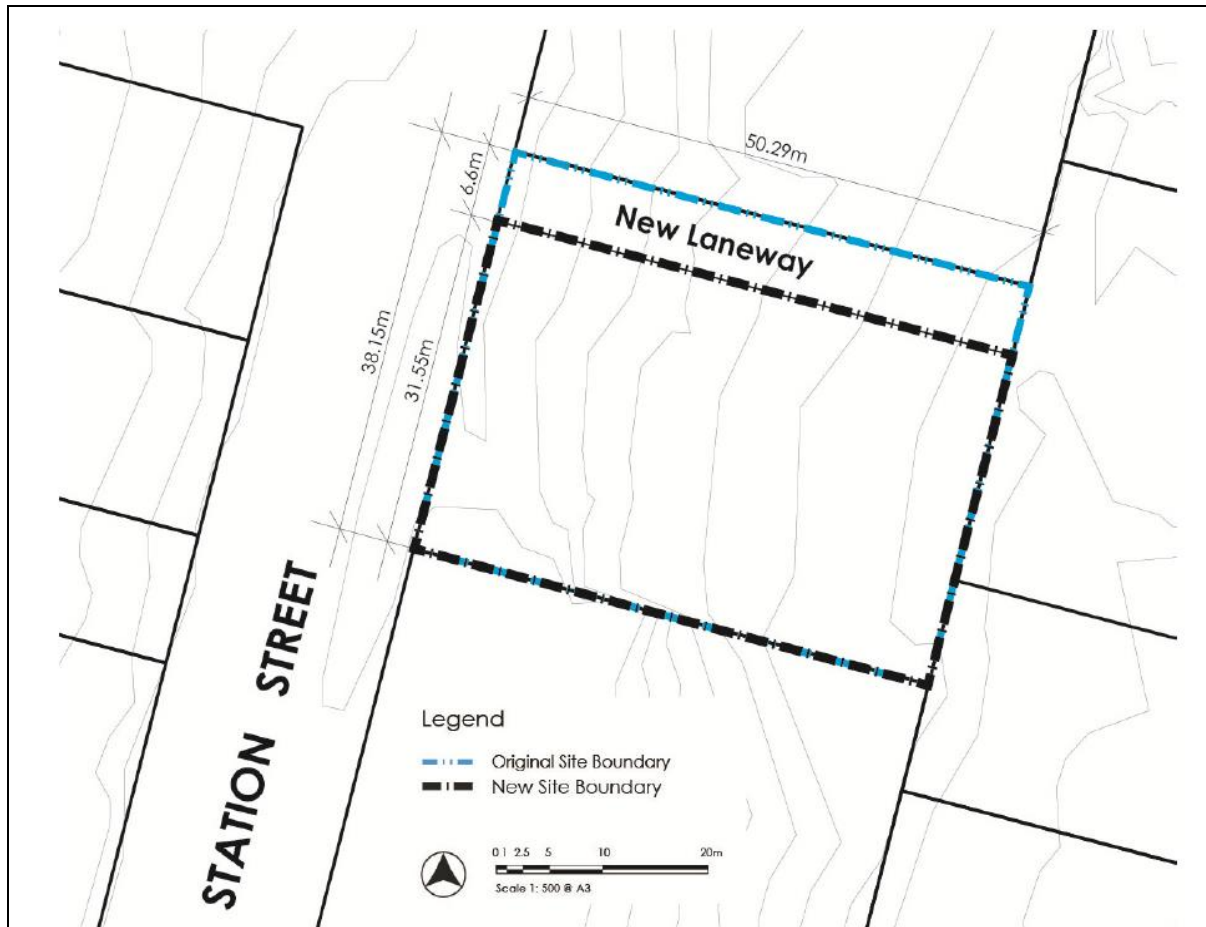 50.29m
6.6m
New Laneway
38.15m
31.55m
STATION STREET
Legend
Original Site Boundary
New Site Boundary
0 1 2.5 5 10 20m
Scale 1: 500 @ A3